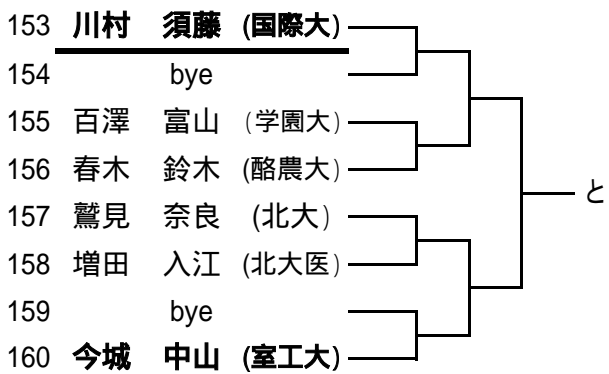 153 川村 須藤 (国際大)
154 bye
155 百澤 富山 (学園大)
156 春木 鈴木 (酪農大)
157 鷲見 奈良 (北大)
158 増田 入江 (北大医)
159 bye
160 今城 中山 (室工大)
と